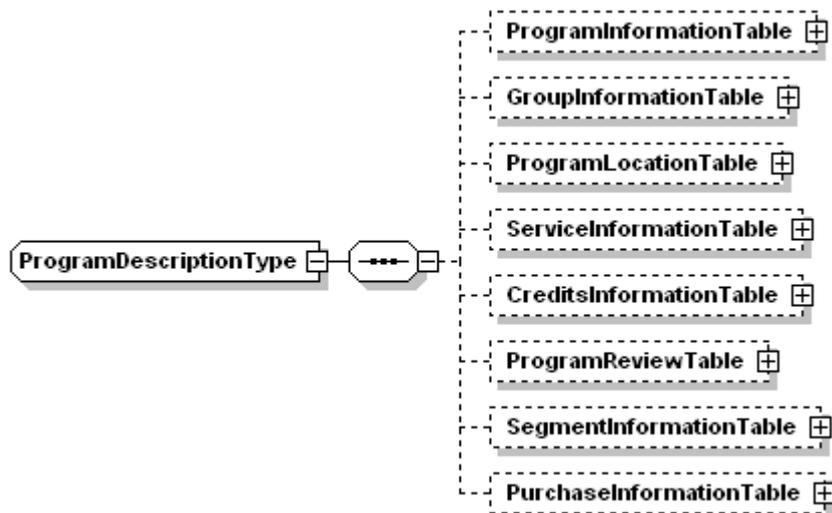 ProgramInformationTable
GroupInformationTable
ProgramLocationTable
ServiceInformationTable
ProgramDescriptionType
CreditsInformationTable
ProgramReviewTable
SegmentInformationTable
PurchaseInformationTable